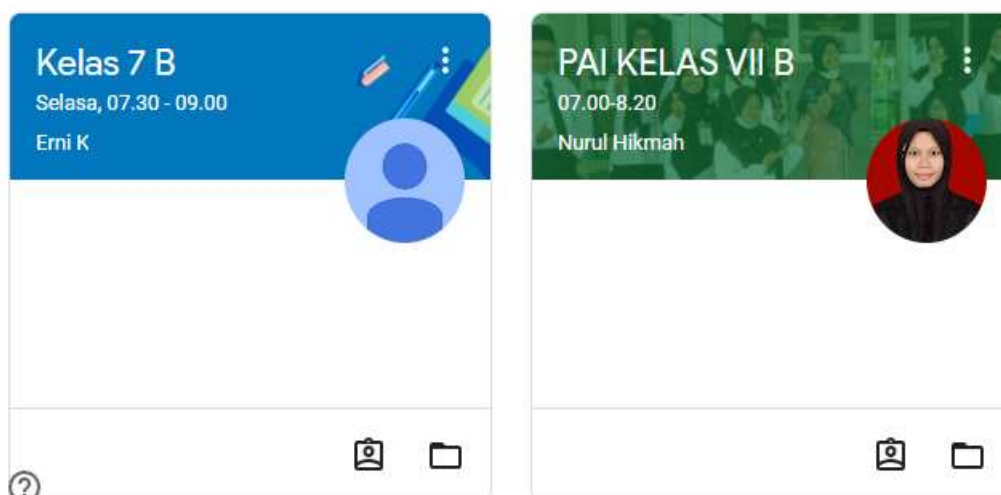 Kelas 7 B
Selasa, 07.30 - 09.00
Erni K
PAI KELAS VII B
07.00-8.20
Nurul Hikmah